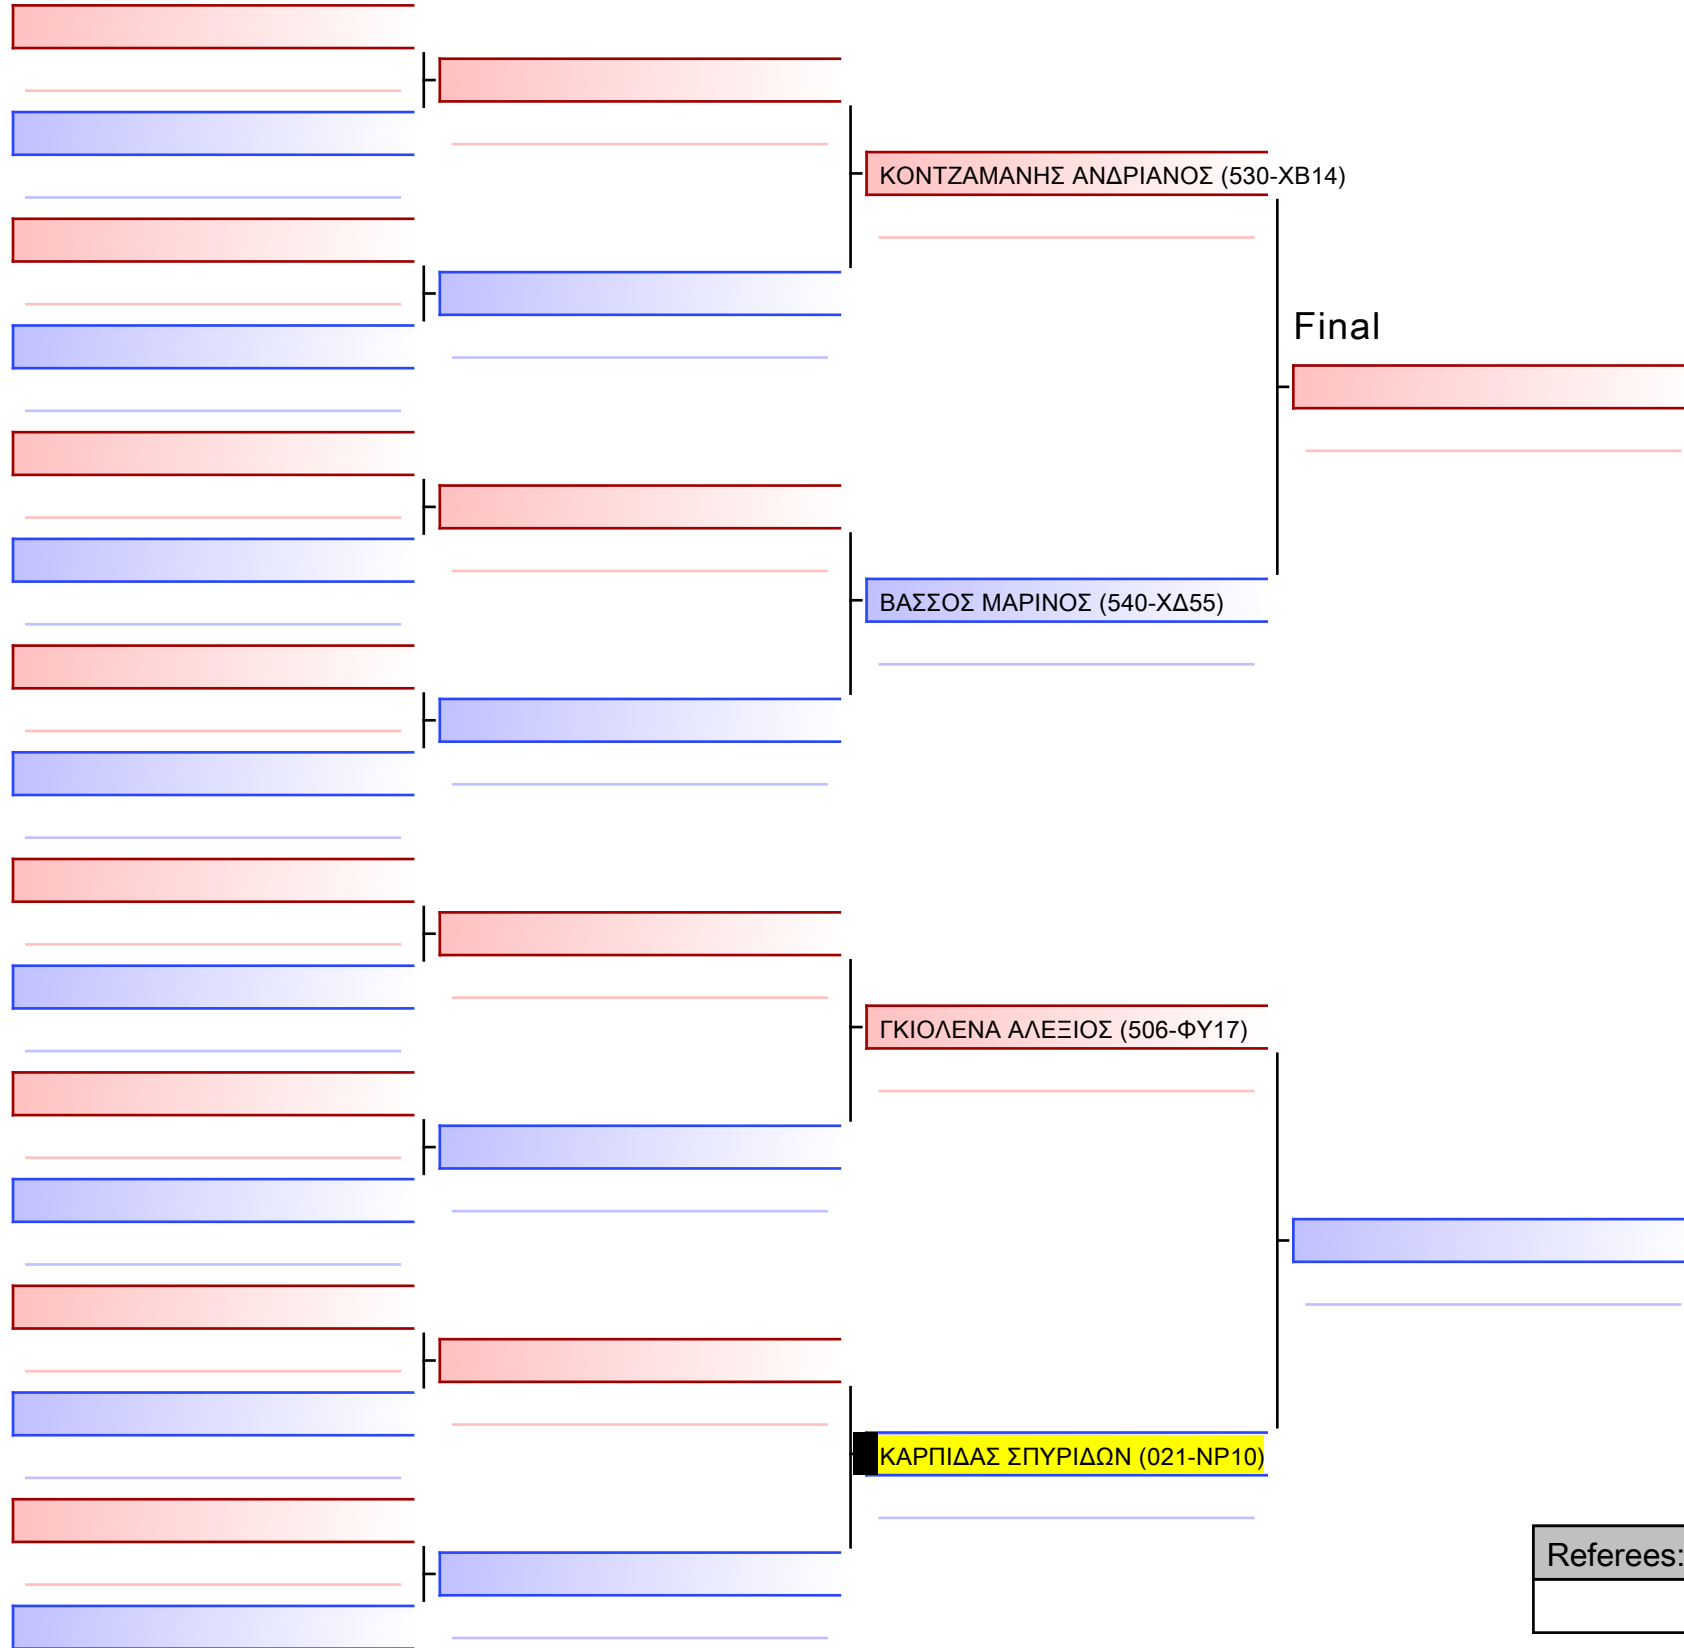 ΚΟΝΤΖΑΜΑΝΗΣ ΑΝΔΡΙΑΝΟΣ (530-ΧΒ14)
Final
ΒΑΣΣΟΣ ΜΑΡΙΝΟΣ (540-ΧΔ55)
ΓΚΙΟΛΕΝΑ ΑΛΕΞΙΟΣ (506-ΦΥ17)
ΚΑΡΠΙΔΑΣ ΣΠΥΡΙΔΩΝ (021-ΝΡ10)
Referees: